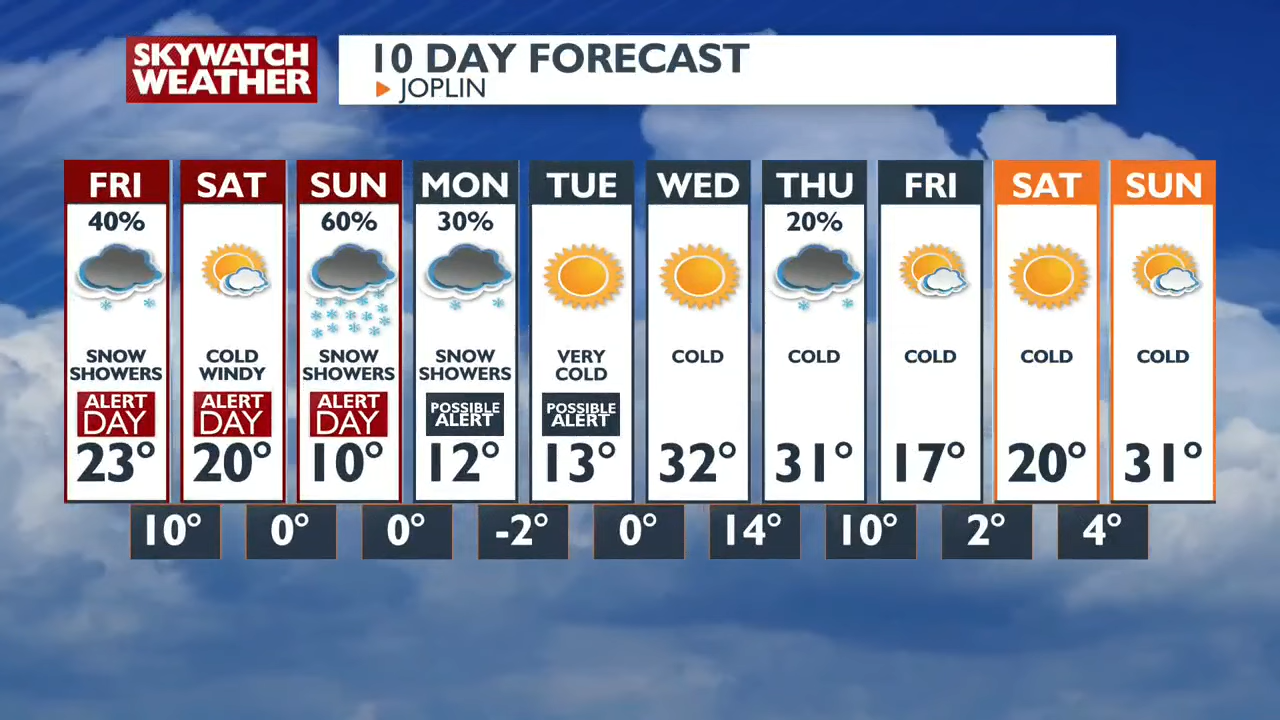 SKYWATCH
WEATHER
10 DAY FORECAST
JOPLIN
FRI SAT SUN MON TUE WED THU FRI SAT SUN
40% 60% 30% 20%
SNOW COLD SNOW SNOW VERY COLD COLD COLD COLD COLD
SHOWERS WINDY SHOWERS SHOWERS COLD
ALERT ALERT ALERT POSSIBLE POSSIBLE
DAY DAY DAY ALERT ALERT
23° 20° 10° 12° 13° 32° 31° 17° 20° 31°
10° 0° 0° -2° 0° 14° 10° 2° 4°